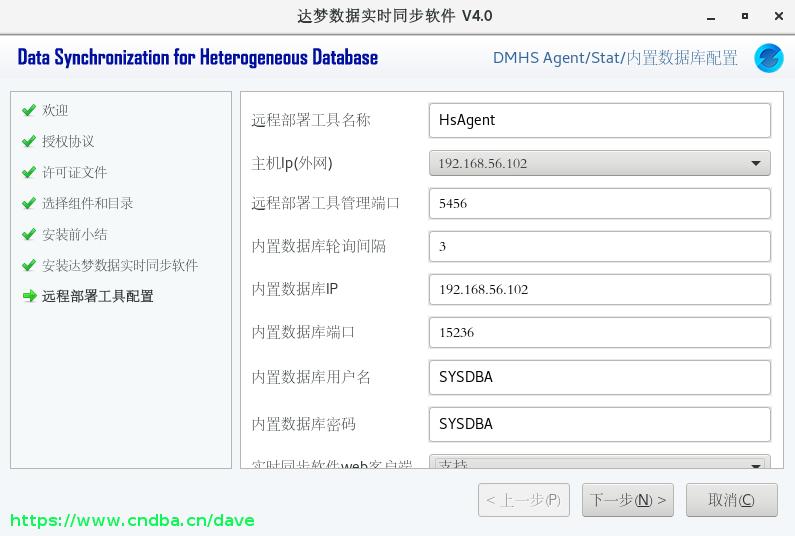 达梦数据实时同步软件 V4.0
Data Synchronization for Heterogeneous Database
DMHS Agent/Stat/内置数据库配置
欢迎
授权协议
许可证文件
选择组件和目录
安装前小结
安装达梦数据实时同步软件
远程部署工具配置
远程部署工具名称 HsAgent
主机Ip(外网) 192.168.56.102
远程部署工具管理端口 5456
内置数据库轮询间隔 3
内置数据库IP 192.168.56.102
内置数据库端口 15236
内置数据库用户名 SYSDBA
内置数据库密码 SYSDBA
实时同步软件web客户端 支持
< 上一步(P) 下一步(N) > 取消(C)
https://www.cndba.cn/dave